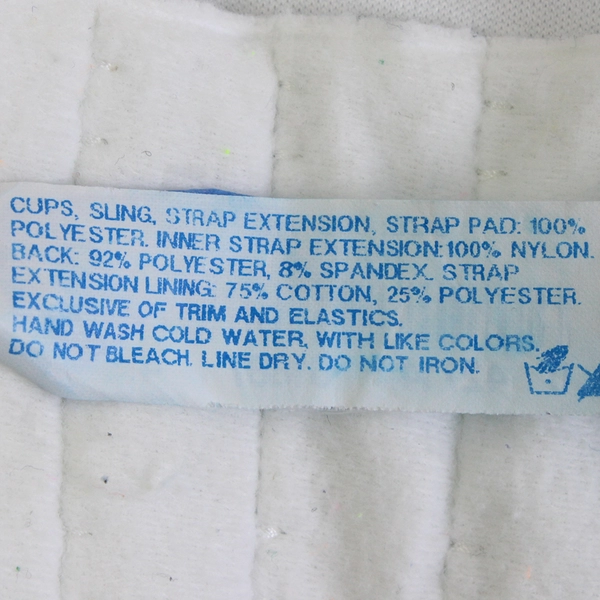 CUPS, SLING, STRAP EXTENSION, STRAP PAD: 100%
POLYESTER. INNER STRAP EXTENSION:100% NYLON.
BACK: 92% POLYESTER, 8% SPANDEX. STRAP
EXTENSION LINING: 75% COTTON, 25% POLYESTER.
EXCLUSIVE OF TRIM AND ELASTICS.
HAND WASH COLD WATER, WITH LIKE COLORS.
DO NOT BLEACH. LINE DRY. DO NOT IRON.